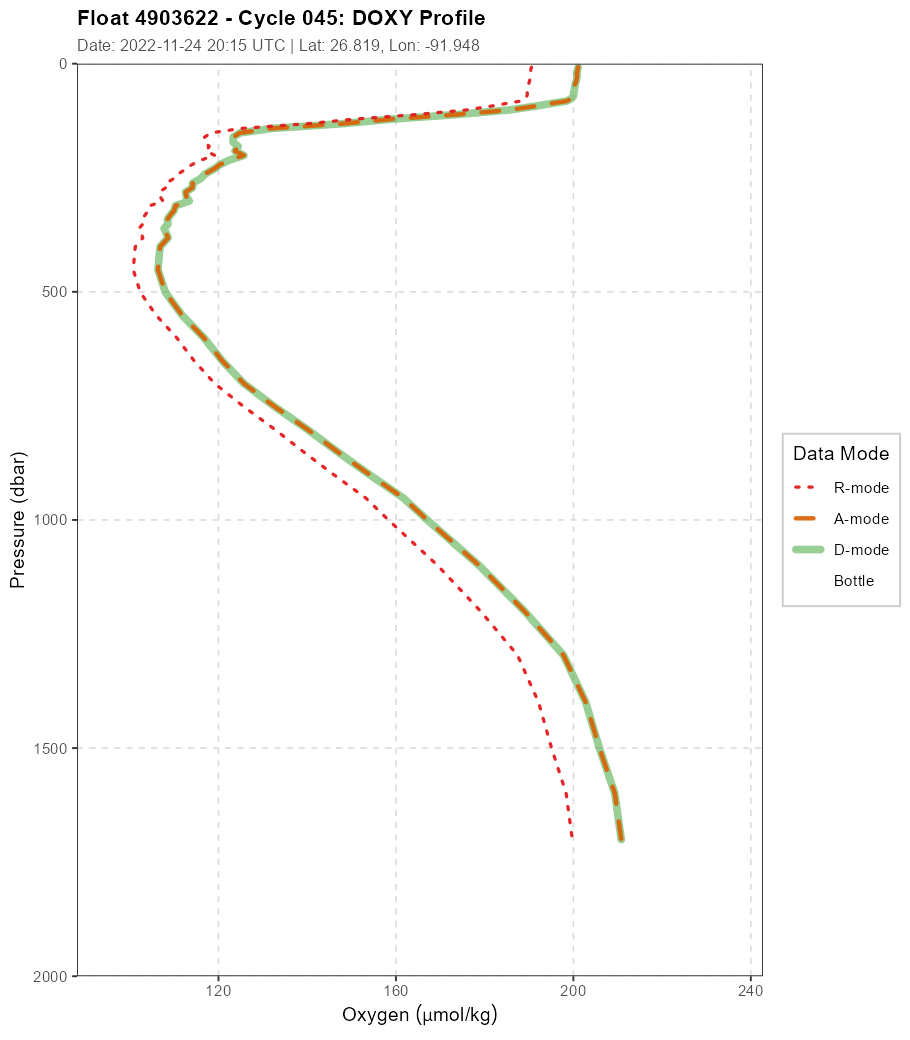 Float 4903622 - Cycle 045: DOXY Profile
Date: 2022-11-24 20:15 UTC | Lat: 26.819, Lon: -91.948
0
500
1000
1500
2000
Pressure (dbar)
120 160 200 240
Oxygen (µmol/kg)
Data Mode
R-mode
A-mode
D-mode
Bottle